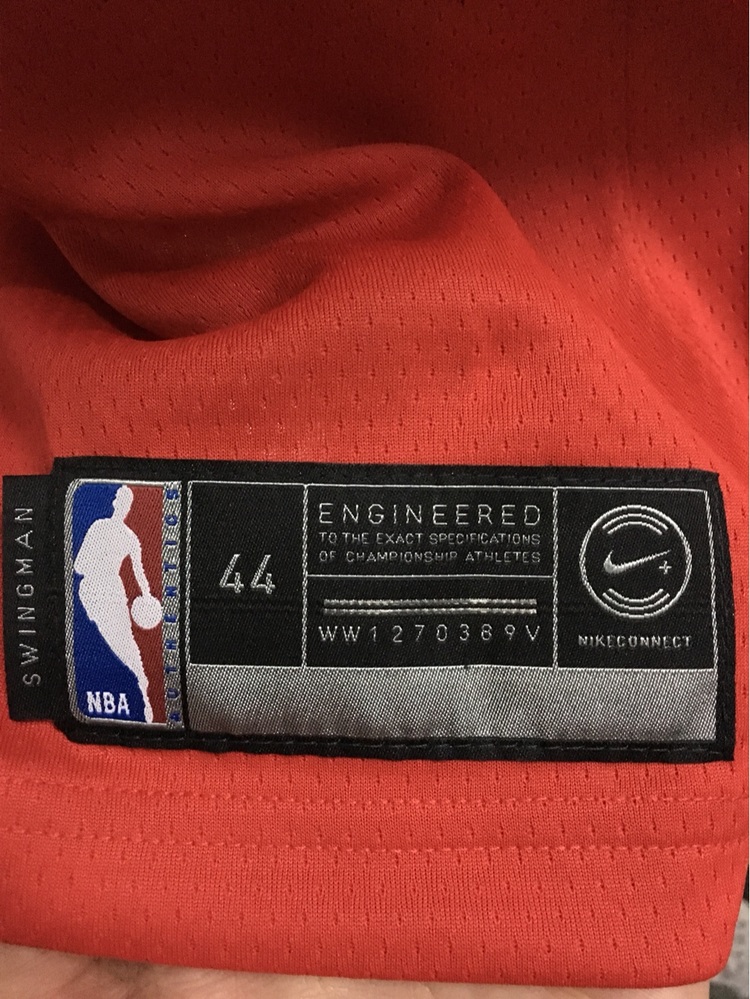 SWINGMAN
NBA
AUTHENTICS
44
ENGINEERED
TO THE EXACT SPECIFICATIONS
OF CHAMPIONSHIP ATHLETES
WW1270389V
NIKECONNECT